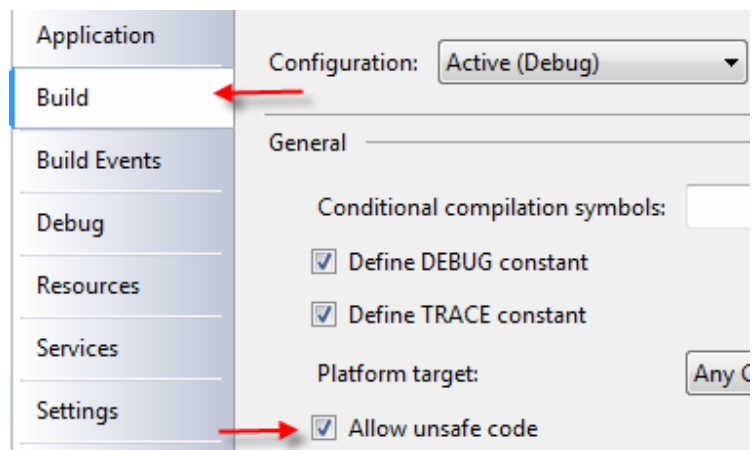 Application
Build
Build Events
Debug
Resources
Services
Settings
Configuration: Active (Debug)
General
Conditional compilation symbols:
Define DEBUG constant
Define TRACE constant
Platform target: Any
Allow unsafe code